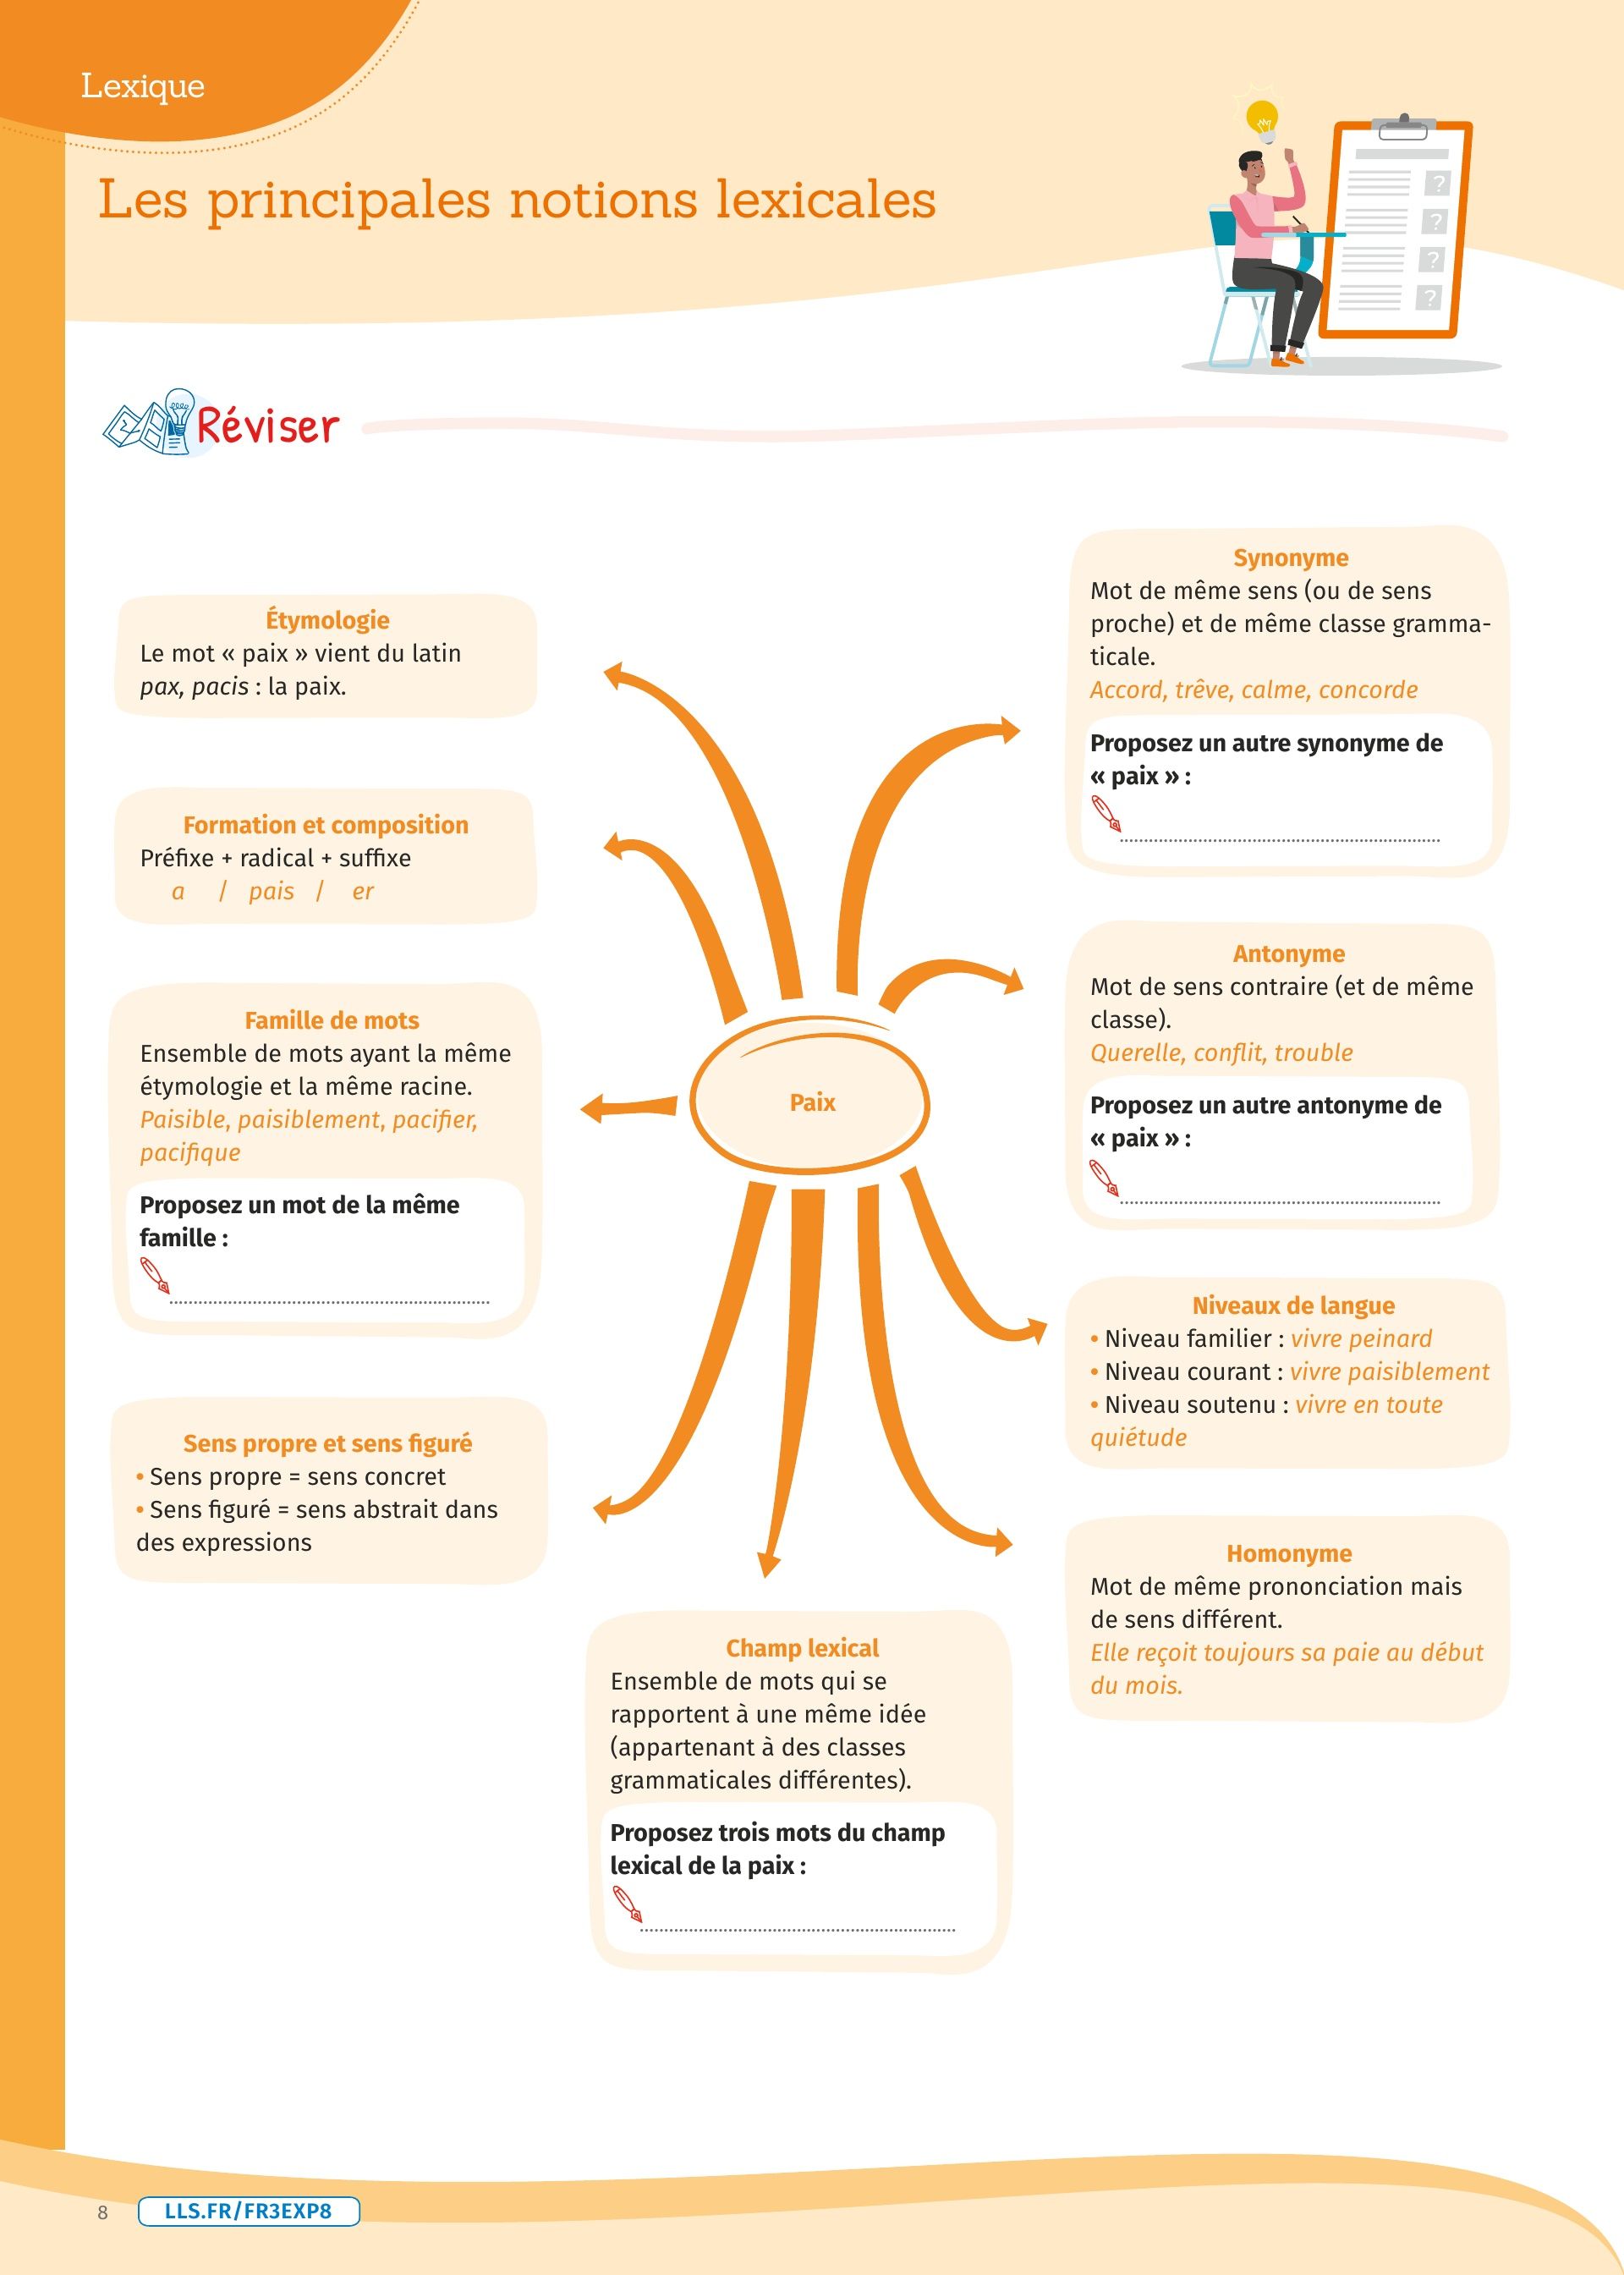 Lexique
Les principales notions lexicales
?
?
?
?
Réviser
Étymologie
Le mot « paix » vient du latin
pax, pacis : la paix.
Formation et composition
Préfixe + radical + suffixe
a / pais / er
Famille de mots
Ensemble de mots ayant la même
étymologie et la même racine.
Paisible, paisiblement, pacifier,
pacifique
Proposez un mot de la même
famille :
Sens propre et sens figuré
• Sens propre = sens concret
• Sens figuré = sens abstrait dans
des expressions
Paix
Champ lexical
Ensemble de mots qui se
rapportent à une même idée
(appartenant à des classes
grammaticales différentes).
Proposez trois mots du champ
lexical de la paix :
Synonyme
Mot de même sens (ou de sens
proche) et de même classe gramma-
ticale.
Accord, trêve, calme, concorde
Proposez un autre synonyme de
« paix » :
Antonyme
Mot de sens contraire (et de même
classe).
Querelle, conflit, trouble
Proposez un autre antonyme de
« paix » :
Niveaux de langue
• Niveau familier : vivre peinard
• Niveau courant : vivre paisiblement
• Niveau soutenu : vivre en toute
quiétude
Homonyme
Mot de même prononciation mais
de sens différent.
Elle reçoit toujours sa paie au début
du mois.
8
LLS.FR/FR3EXP8